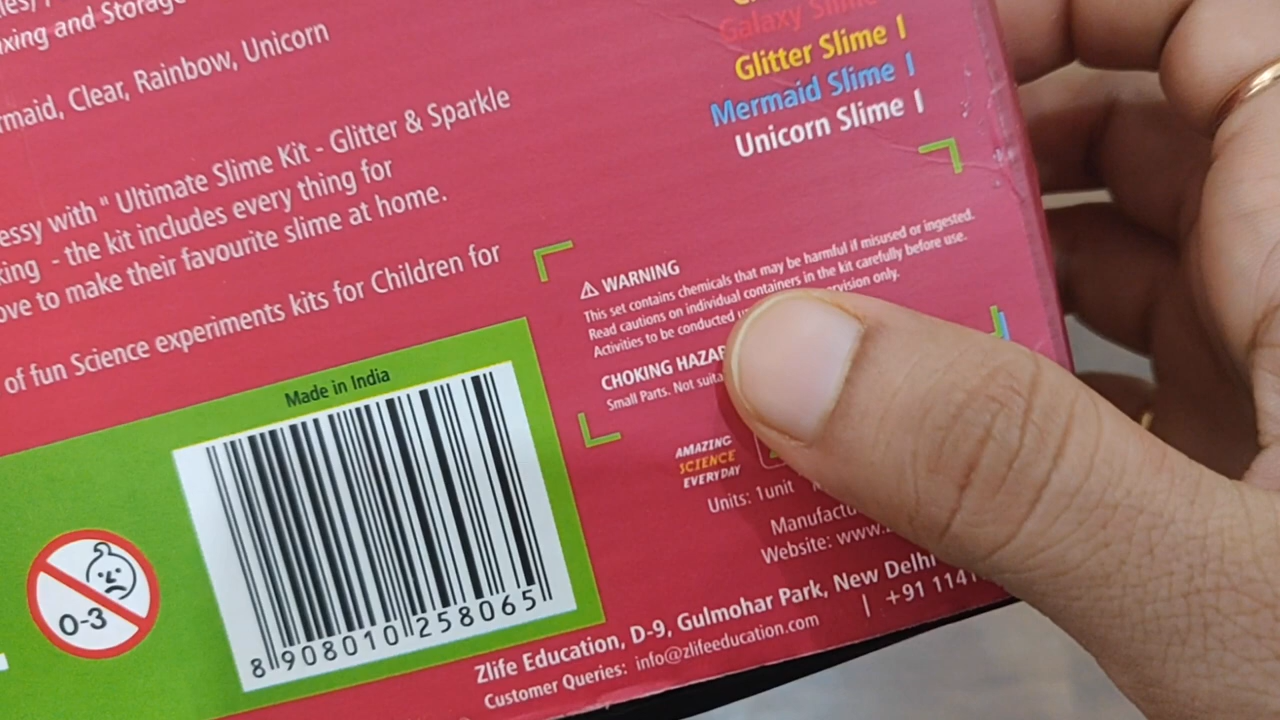 xing and Storage
Galaxy Slime
Glitter Slime 1
Mermaid Slime 1
Unicorn Slime 1
rmaid, Clear, Rainbow, Unicorn
essy with " Ultimate Slime Kit - Glitter & Sparkle
king - the kit includes every thing for
ove to make their favourite slime at home.
of fun Science experiments kits for Children for
⚠ WARNING
This set contains chemicals that may be harmful if misused or ingested.
Read cautions on individual containers in the kit carefully before use.
Activities to be conducted u rvision only.
CHOKING HAZAR
Small Parts. Not suita
Made in India
8 908010 258065
0-3
AMAZING
SCIENCE
EVERYDAY
Units: 1unit
Manufactu
Website: www.
Zlife Education, D-9, Gulmohar Park, New Delhi
Customer Queries: info@zlifeeducation.com | +91 1141